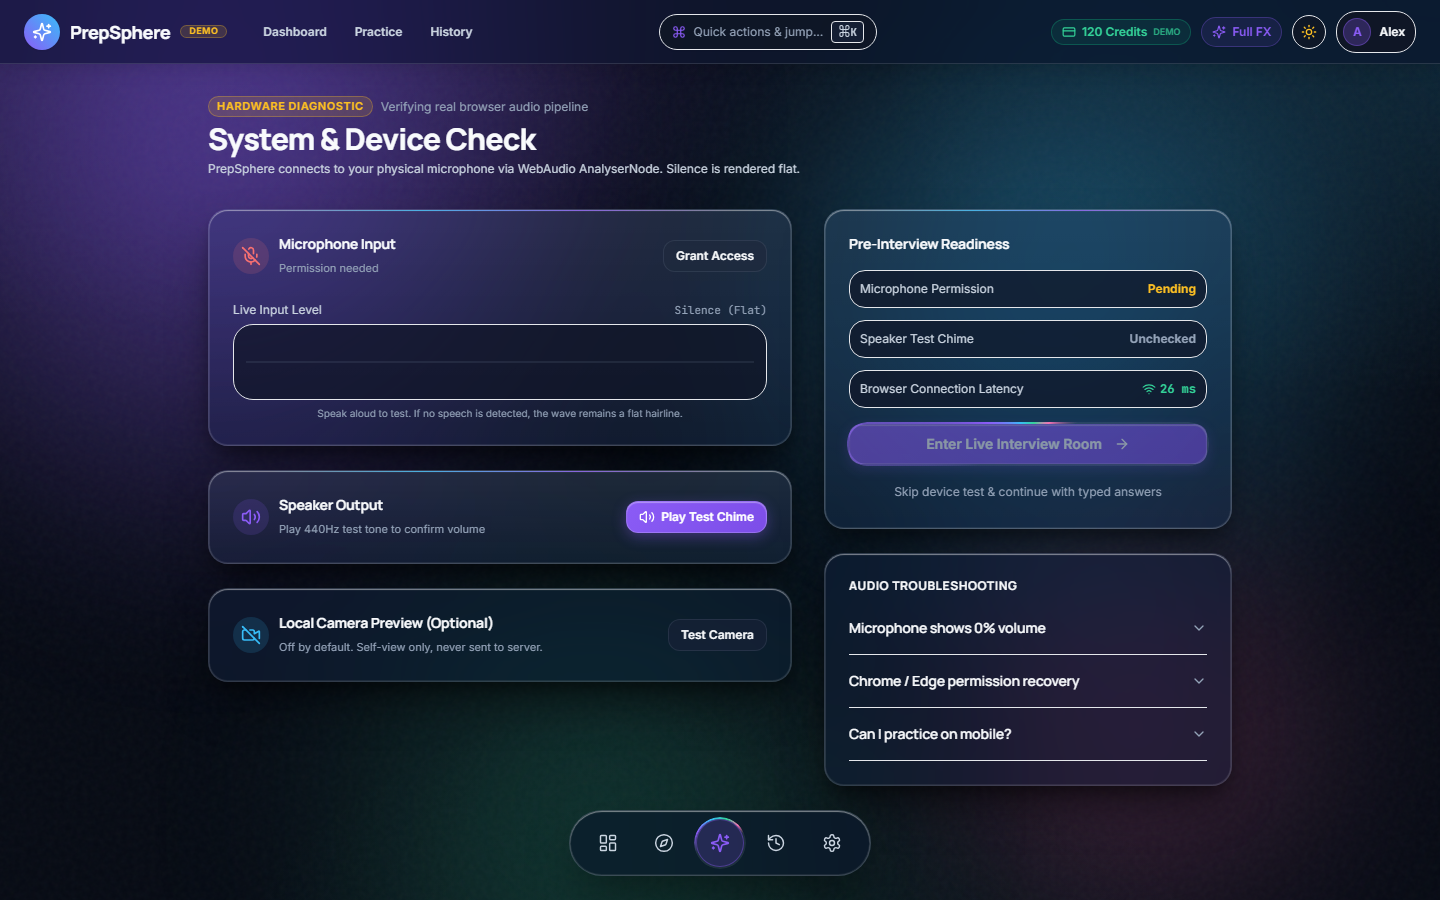 PrepSphere DEMO
Dashboard
Practice
History
Quick actions & jump... ⌘K
120 Credits DEMO
Full FX
A Alex
HARDWARE DIAGNOSTIC Verifying real browser audio pipeline
System & Device Check
PrepSphere connects to your physical microphone via WebAudio AnalyserNode. Silence is rendered flat.
Microphone Input
Permission needed
Grant Access
Live Input Level
Silence (Flat)
Speak aloud to test. If no speech is detected, the wave remains a flat hairline.
Speaker Output
Play 440Hz test tone to confirm volume
Play Test Chime
Local Camera Preview (Optional)
Off by default. Self-view only, never sent to server.
Test Camera
Pre-Interview Readiness
Microphone Permission Pending
Speaker Test Chime Unchecked
Browser Connection Latency 26 ms
Enter Live Interview Room
Skip device test & continue with typed answers
AUDIO TROUBLESHOOTING
Microphone shows 0% volume
Chrome / Edge permission recovery
Can I practice on mobile?